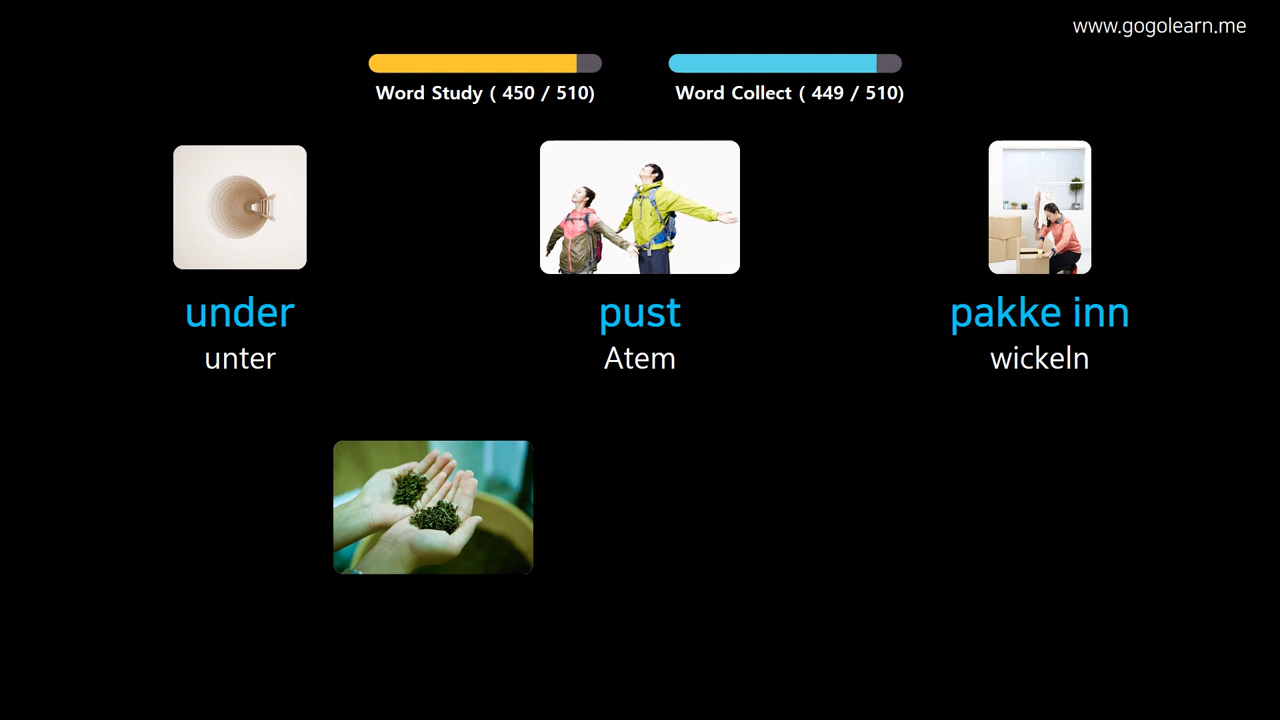 www.gogolearn.me
Word Study ( 450 / 510)
Word Collect ( 449 / 510)
under
unter
pust
Atem
pakke inn
wickeln